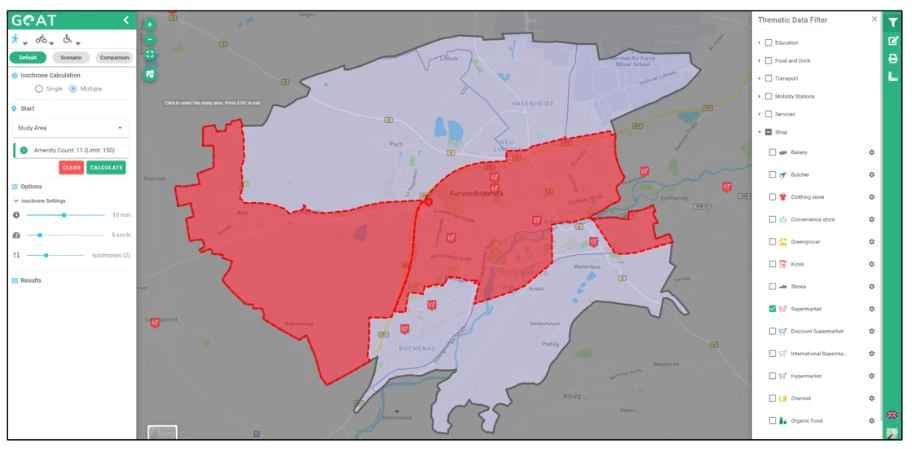 GOAT
Default
Scenario
Comparison
Isochrone Calculation
Single
Multiple
Start
Study Area
Amenity Count: 11 (Limit: 150)
CLEAR
CALCULATE
Options
Isochrone Settings
10 min
5 km/h
Isochrones (2)
Results
Click to select the study area. Press ESC to exit
German Air Force
Officer School
HASENHEIDE
Puch
NEU-
Fürstenfeldbruck
Emmering
Aich
BUCHENAU
Weiherhaus
Thematic Data Filter
Education
Food and Drink
Transport
Mobility Stations
Services
Shop
Bakery
Butcher
Clothing store
Convenience store
Greengrocer
Kiosk
Shoes
Supermarket
Discount Supermarket
International Superma...
Hypermarket
Chemist
Organic Food